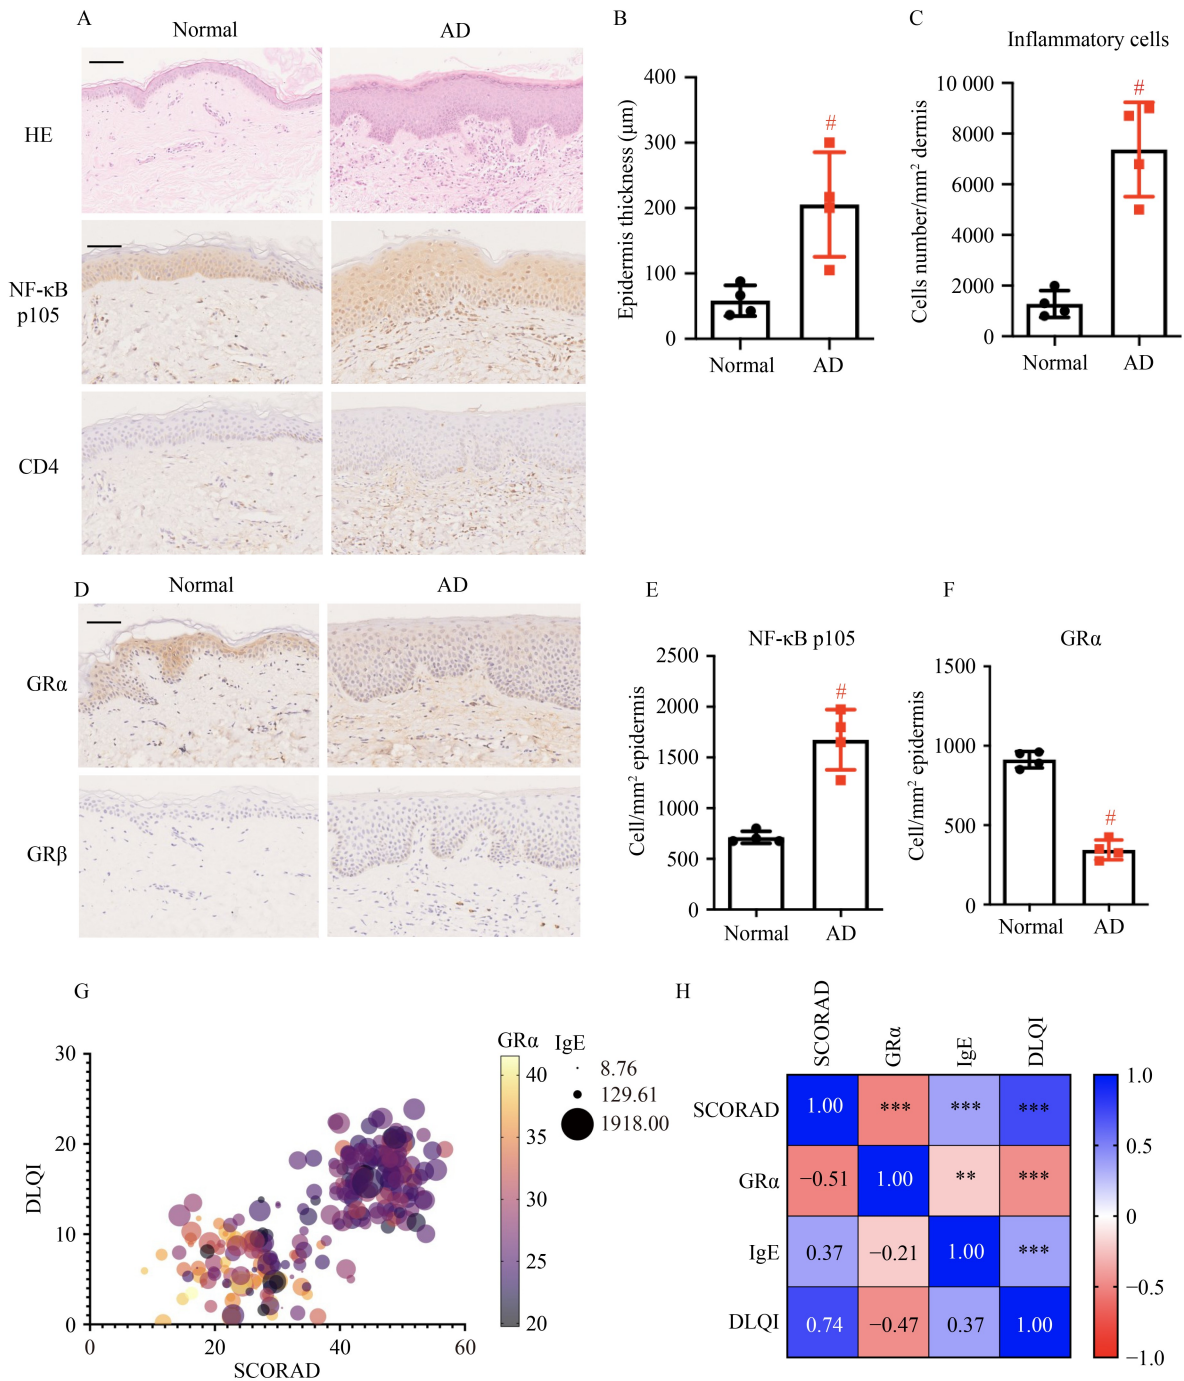 A
Normal
AD
HE
NF-κB
p105
CD4
B
Epidermis thickness (μm)
400
300
200
100
0
#
Normal
AD
C
Inflammatory cells
Cells number/mm² dermis
10 000
8000
6000
4000
2000
0
#
Normal
AD
D
Normal
AD
GRα
GRβ
E
NF-κB p105
Cell/mm² epidermis
2500
2000
1500
1000
500
0
#
Normal
AD
F
GRα
Cell/mm² epidermis
1500
1000
500
0
#
Normal
AD
G
DLQI
30
20
10
0
0
20
40
60
SCORAD
GRα
40
35
30
25
20
IgE
8.76
129.61
1918.00
H
SCORAD
GRα
IgE
DLQI
SCORAD
1.00
***
***
***
GRα
−0.51
1.00
**
***
IgE
0.37
−0.21
1.00
***
DLQI
0.74
−0.47
0.37
1.00
1.0
0.5
0
−0.5
−1.0